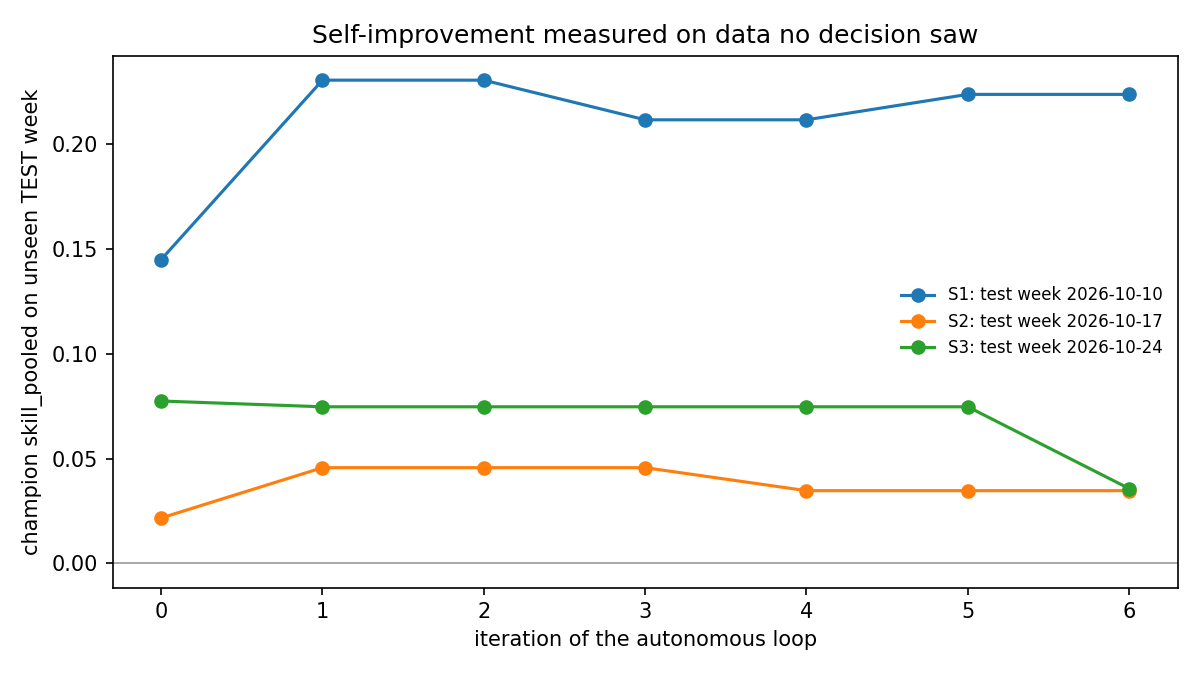 Self-improvement measured on data no decision saw
champion skill_pooled on unseen TEST week
0.20
0.15
0.10
0.05
0.00
S1: test week 2026-10-10
S2: test week 2026-10-17
S3: test week 2026-10-24
0 1 2 3 4 5 6
iteration of the autonomous loop